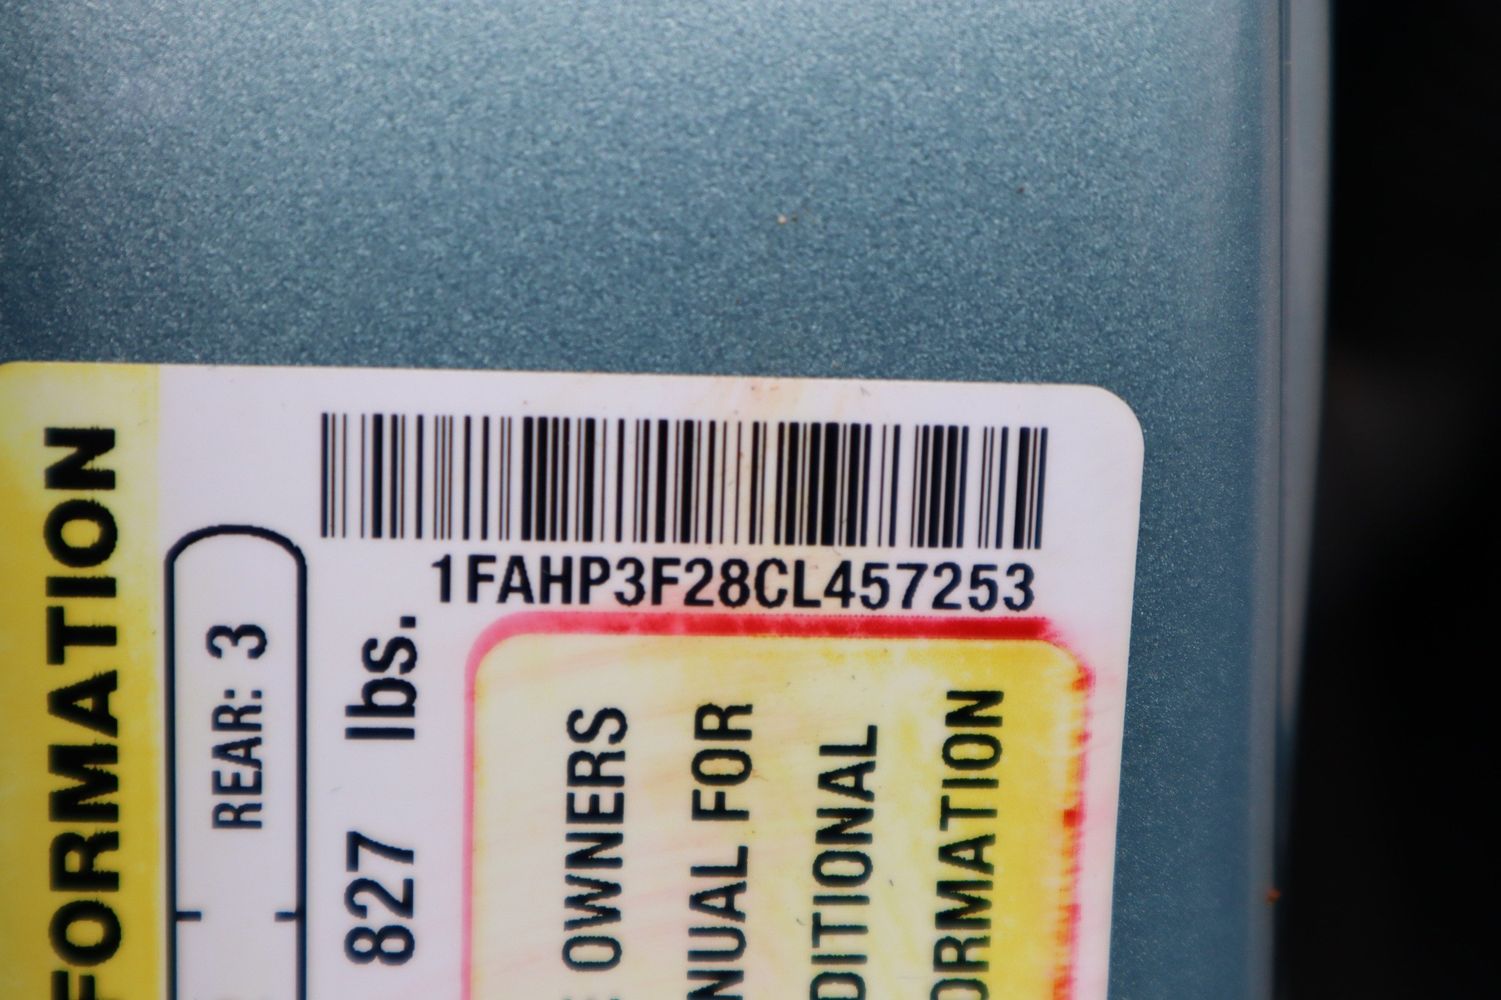 1FAHP3F28CL457253
FORMATION
REAR: 3
827 lbs.
OWNERS
NUAL FOR
DITIONAL
ORMATION